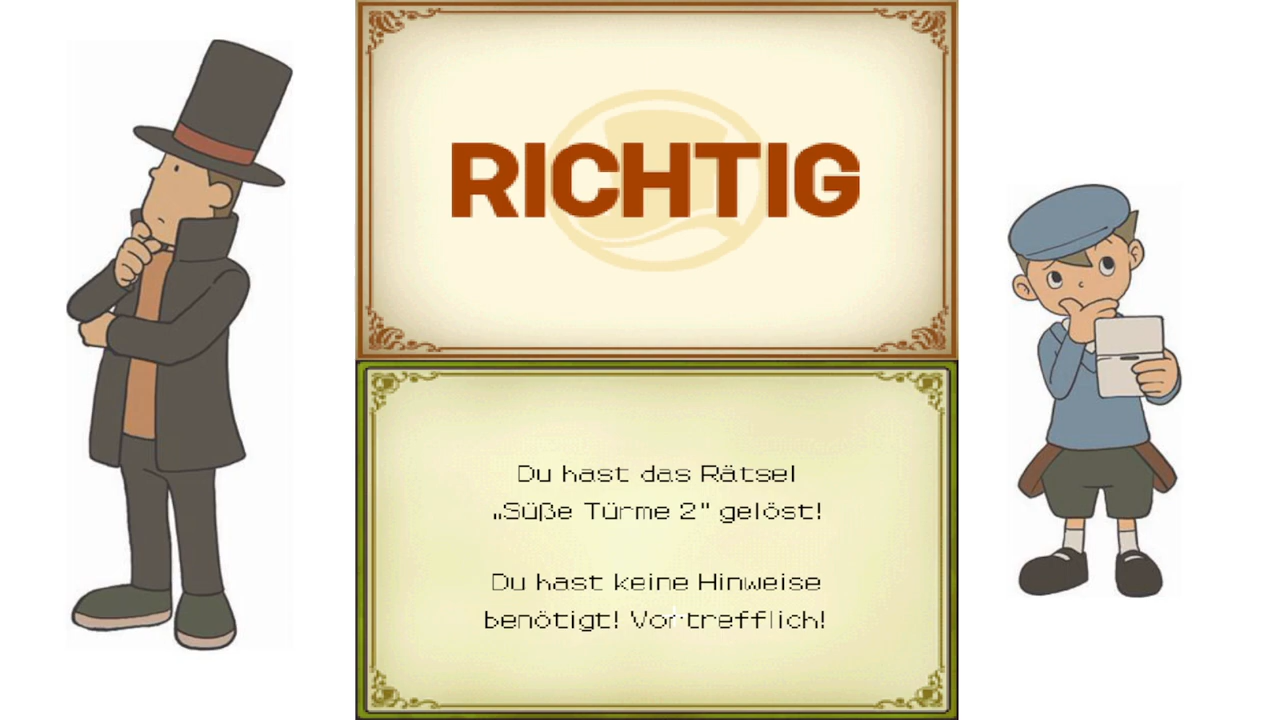 RICHTIG
Du hast das Rätsel
„Süße Türme 2" gelöst!
Du hast keine Hinweise
benötigt! Vortrefflich!